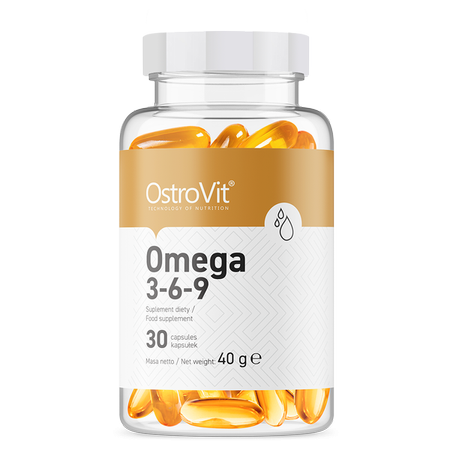 OstroVit®
TECHNOLOGY OF NUTRITION
Omega
3-6-9
Suplement diety /
Food supplement
30 capsules
kapsułek
Masa netto / Net weight: 40 g ℮